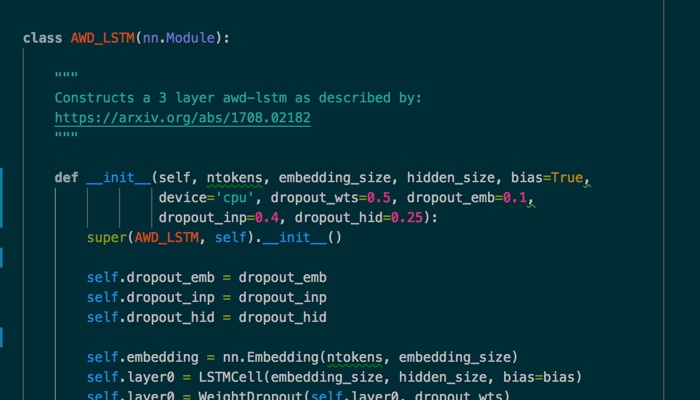 class AWD_LSTM(nn.Module):
"""
Constructs a 3 layer awd-lstm as described by:
https://arxiv.org/abs/1708.02182
"""
def __init__(self, ntokens, embedding_size, hidden_size, bias=True,
device='cpu', dropout_wts=0.5, dropout_emb=0.1,
dropout_inp=0.4, dropout_hid=0.25):
super(AWD_LSTM, self).__init__()
self.dropout_emb = dropout_emb
self.dropout_inp = dropout_inp
self.dropout_hid = dropout_hid
self.embedding = nn.Embedding(ntokens, embedding_size)
self.layer0 = LSTMCell(embedding_size, hidden_size, bias=bias)
self.layer0 = WeightDropout(self.layer0, dropout_wts)